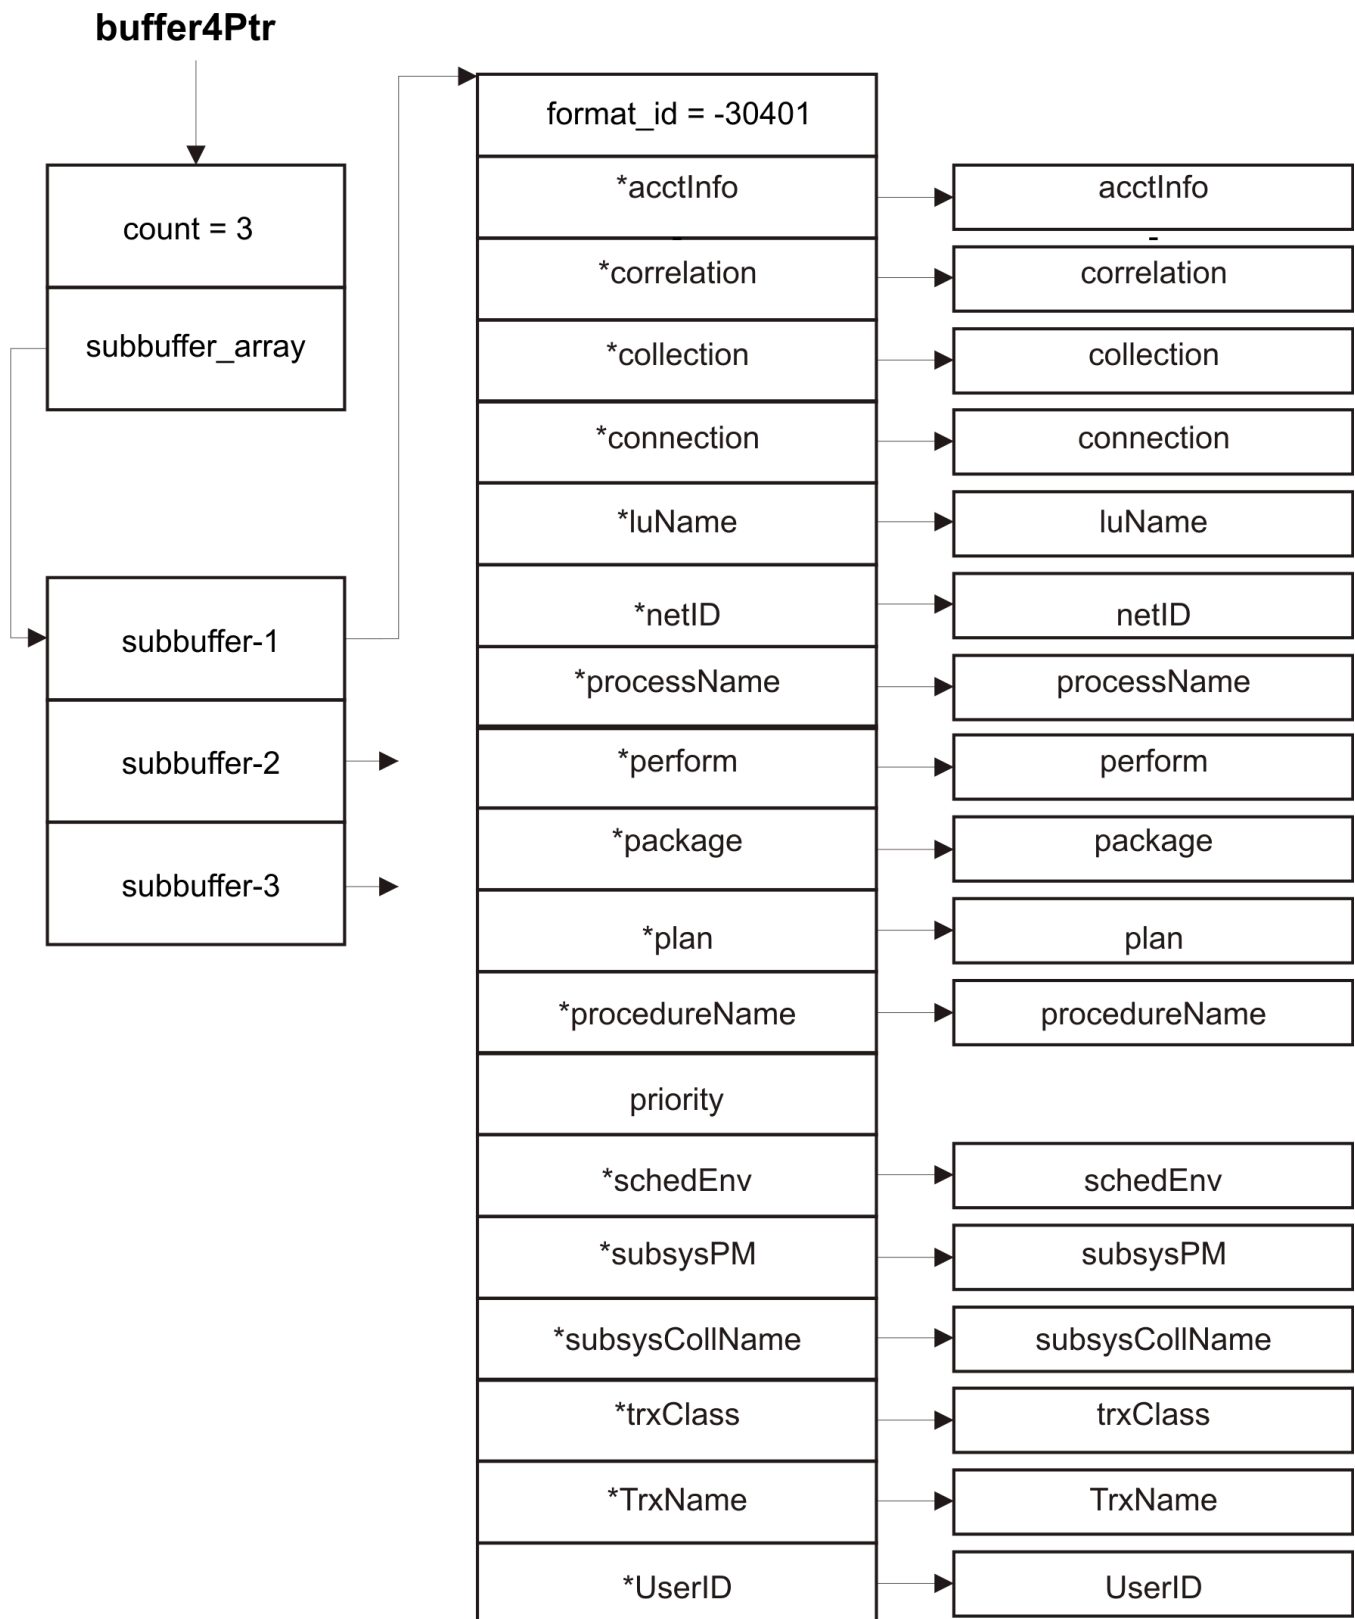 buffer4Ptr
count = 3
subbuffer_array
subbuffer-1
subbuffer-2
subbuffer-3
format_id = -30401
*acctInfo
*correlation
*collection
*connection
*luName
*netID
*processName
*perform
*package
*plan
*procedureName
priority
*schedEnv
*subsysPM
*subsysCollName
*trxClass
*TrxName
*UserID
acctInfo
correlation
collection
connection
luName
netID
processName
perform
package
plan
procedureName
schedEnv
subsysPM
subsysCollName
trxClass
TrxName
UserID